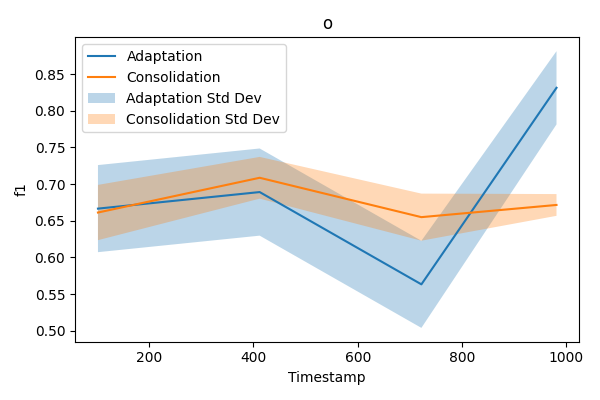 o
Adaptation
Consolidation
Adaptation Std Dev
Consolidation Std Dev
f1
0.85
0.80
0.75
0.70
0.65
0.60
0.55
0.50
200 400 600 800 1000
Timestamp